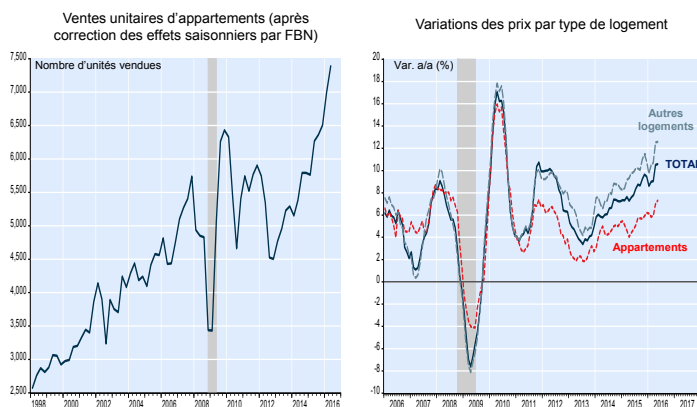 Ventes unitaires d'appartements (après
correction des effets saisonniers par FBN)
Nombre d'unités vendues
7,500
7,000
6,500
6,000
5,500
5,000
4,500
4,000
3,500
3,000
2,500
1998 2000 2002 2004 2006 2008 2010 2012 2014 2016
Variations des prix par type de logement
Var. a/a (%)
20
18
16
14
12
10
8
6
4
2
0
-2
-4
-6
-8
-10
Autres
logements
TOTAL
Appartements
2006 2007 2008 2009 2010 2011 2012 2013 2014 2015 2016 2017